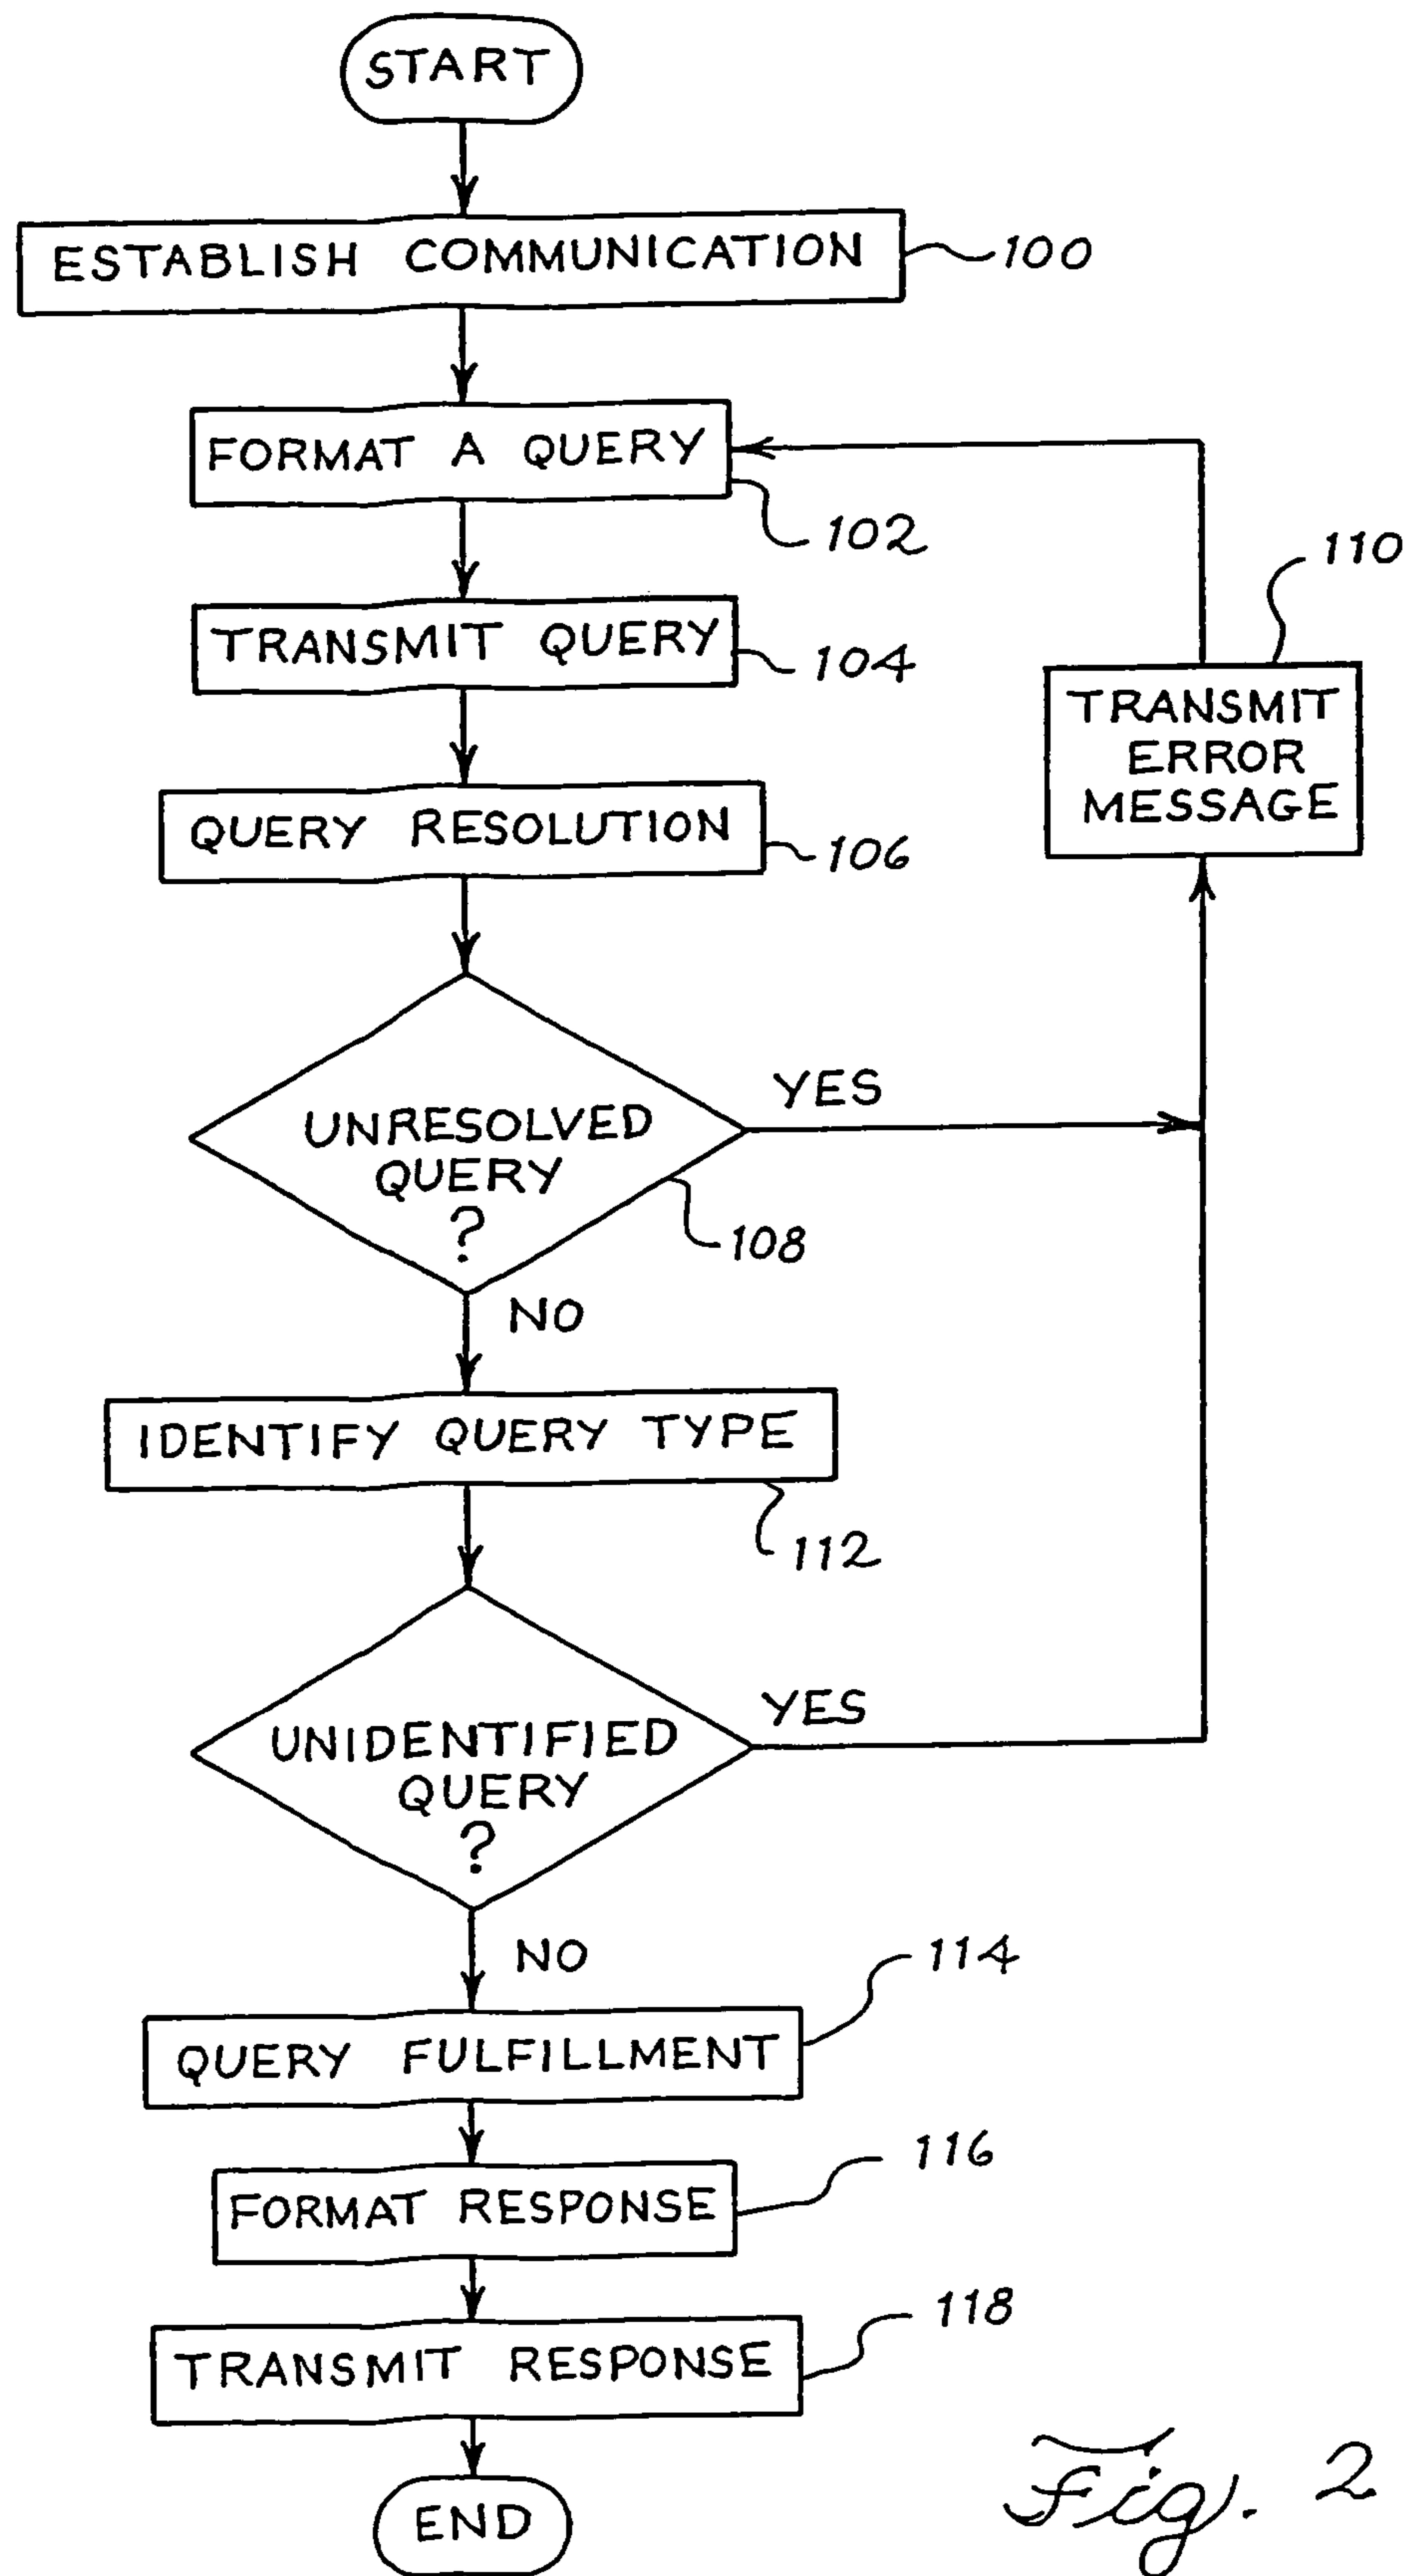 START
ESTABLISH COMMUNICATION
100
FORMAT A QUERY
102
TRANSMIT QUERY
104
110
TRANSMIT
ERROR
MESSAGE
QUERY RESOLUTION
106
YES
UNRESOLVED
QUERY
?
108
NO
IDENTIFY QUERY TYPE
112
YES
UNIDENTIFIED
QUERY
?
NO
114
QUERY FULFILLMENT
116
FORMAT RESPONSE
118
TRANSMIT RESPONSE
END
Fig. 2